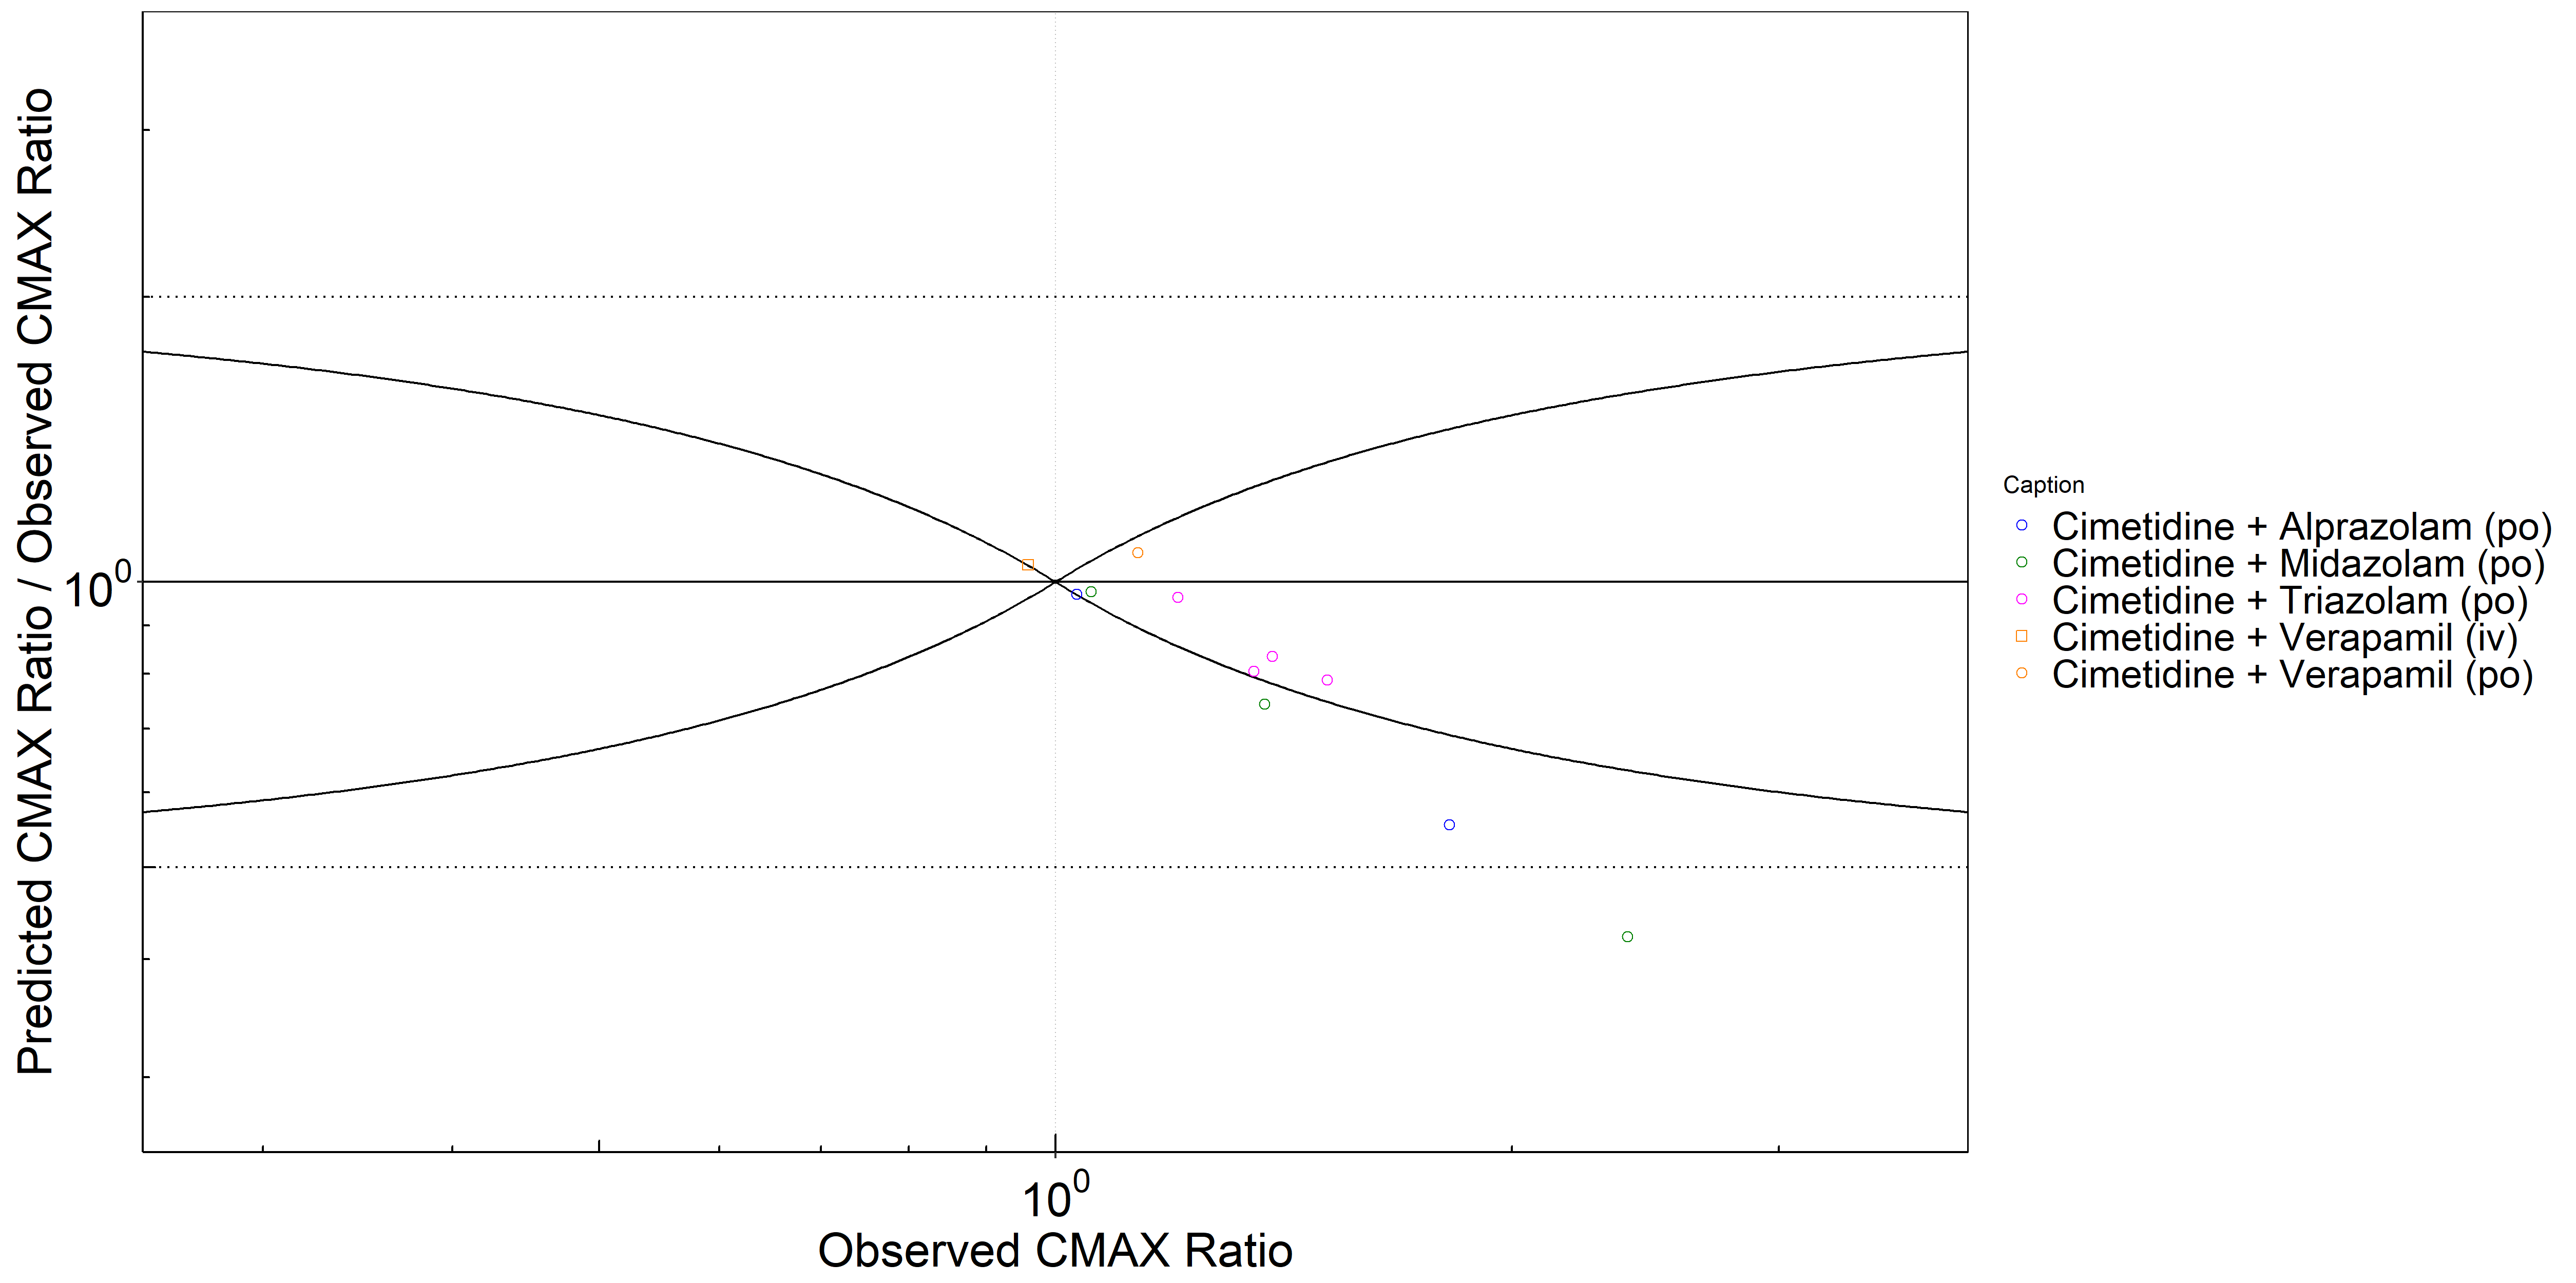 Predicted CMAX Ratio / Observed CMAX Ratio
10⁰
10⁰
Observed CMAX Ratio
Caption
Cimetidine + Alprazolam (po)
Cimetidine + Midazolam (po)
Cimetidine + Triazolam (po)
Cimetidine + Verapamil (iv)
Cimetidine + Verapamil (po)